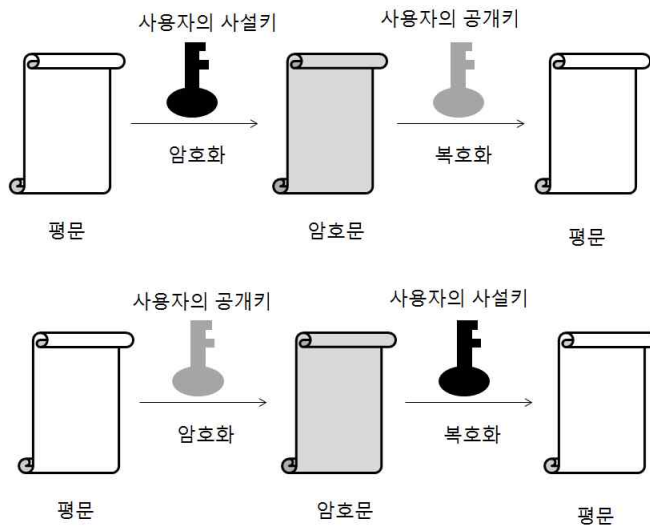 사용자의 사설키
사용자의 공개키
암호화
복호화
평문
암호문
평문
사용자의 공개키
사용자의 사설키
암호화
복호화
평문
암호문
평문